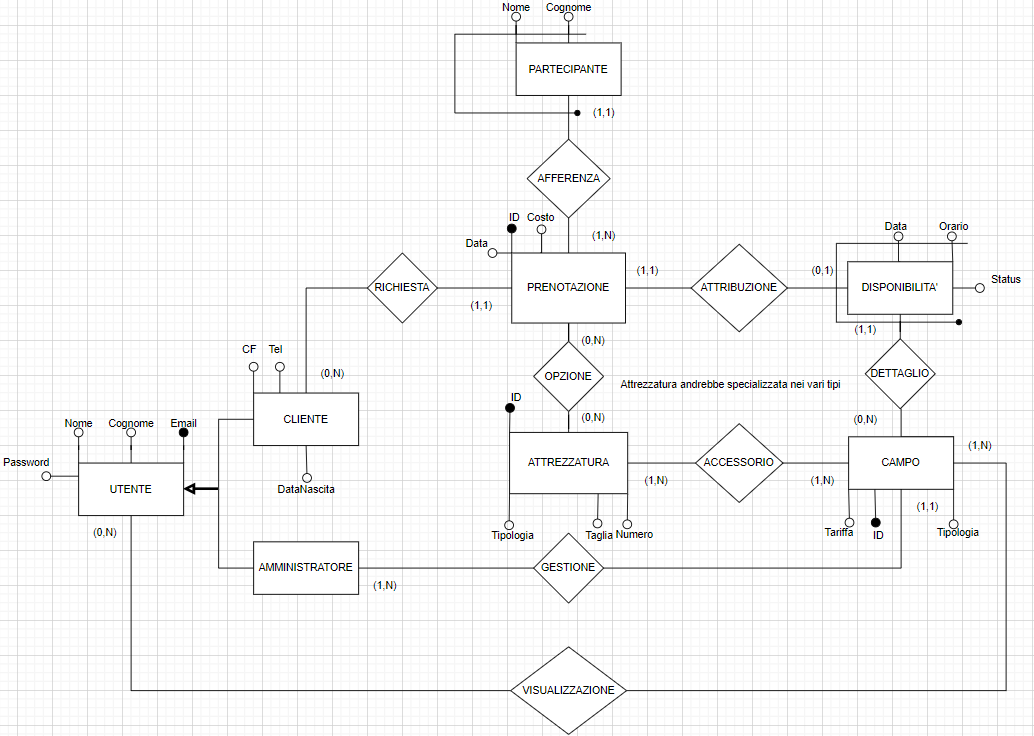 Nome Cognome
PARTECIPANTE
(1,1)
AFFERENZA
ID Costo
Data
(1,N)
Data Orario
RICHIESTA
(1,1)
PRENOTAZIONE
(1,1)
ATTRIBUZIONE
(0,1)
DISPONIBILITA'
Status
(1,1)
(0,N)
OPZIONE
DETTAGLIO
CF Tel
(0,N)
Attrezzatura andrebbe specializzata nei vari tipi
ID
CLIENTE
(0,N)
(0,N)
Nome Cognome Email
Password
UTENTE
DataNascita
ATTREZZATURA
(1,N)
ACCESSORIO
(1,N)
CAMPO
(1,N)
(1,1)
(0,N)
Tipologia
Taglia Numero
Tariffa
ID
Tipologia
AMMINISTRATORE
(1,N)
GESTIONE
VISUALIZZAZIONE